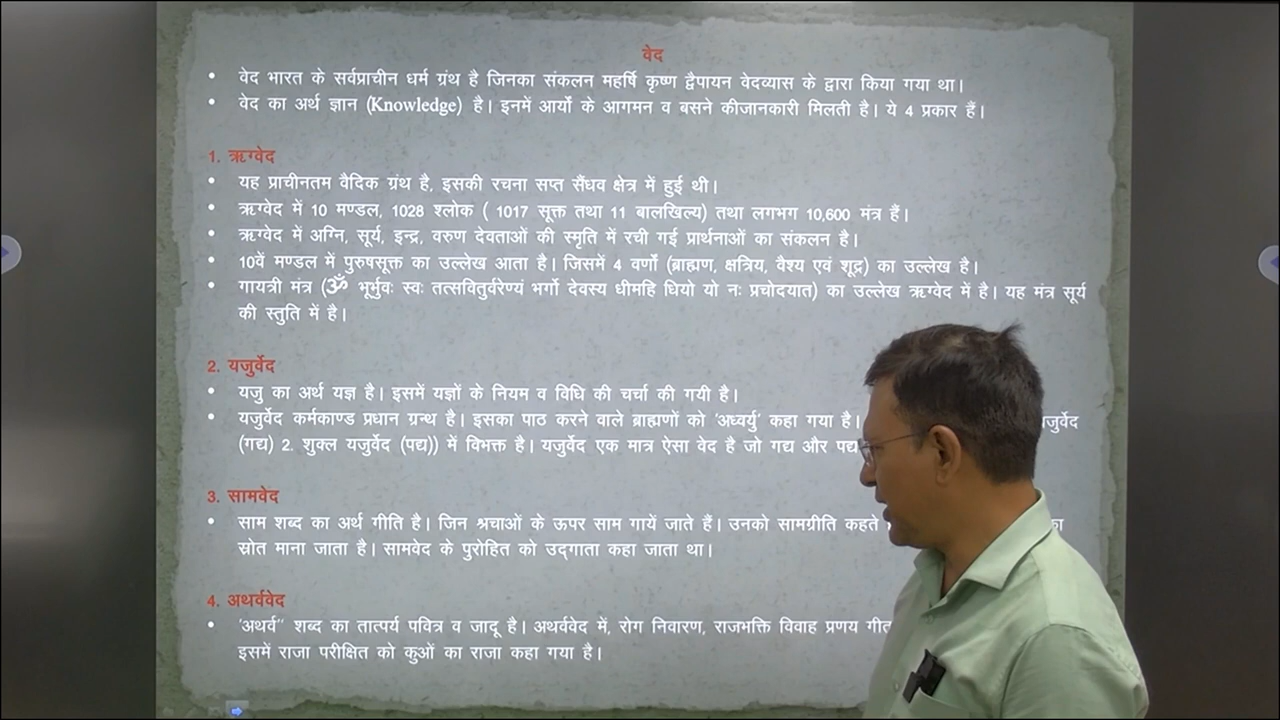 वेद
• वेद भारत के सर्वप्राचीन धर्म ग्रंथ है जिनका संकलन महर्षि कृष्ण द्वैपायन वेदव्यास के द्वारा किया गया था।
• वेद का अर्थ ज्ञान (Knowledge) है। इनमें आर्यों के आगमन व बसने कीजानकारी मिलती है। ये 4 प्रकार हैं।
1. ऋग्वेद
• यह प्राचीनतम वैदिक ग्रंथ है, इसकी रचना सप्त सैंधव क्षेत्र में हुई थी।
• ऋग्वेद में 10 मण्डल, 1028 श्लोक ( 1017 सूक्त तथा 11 बालखिल्य) तथा लगभग 10,600 मंत्र हैं।
• ऋग्वेद में अग्नि, सूर्य, इन्द्र, वरुण देवताओं की स्मृति में रची गई प्रार्थनाओं का संकलन है।
• 10वें मण्डल में पुरुषसूक्त का उल्लेख आता है। जिसमें 4 वर्णों (ब्राह्मण, क्षत्रिय, वैश्य एवं शूद्र) का उल्लेख है।
• गायत्री मंत्र (ॐ भूर्भुवः स्वः तत्सवितुर्वरेण्यं भर्गो देवस्य धीमहि धियो यो नः प्रचोदयात) का उल्लेख ऋग्वेद में है। यह मंत्र सूर्य
की स्तुति में है।
2. यजुर्वेद
• यजु का अर्थ यज्ञ है। इसमें यज्ञों के नियम व विधि की चर्चा की गयी है।
• यजुर्वेद कर्मकाण्ड प्रधान ग्रन्थ है। इसका पाठ करने वाले ब्राह्मणों को 'अध्वर्यु' कहा गया है।
(गद्य) 2. शुक्ल यजुर्वेद (पद्य)) में विभक्त है। यजुर्वेद एक मात्र ऐसा वेद है जो गद्य और पद्य
3. सामवेद
• साम शब्द का अर्थ गीति है। जिन श्रचाओं के ऊपर साम गायें जाते हैं। उनको सामग्रीति कहते का
स्रोत माना जाता है। सामवेद के पुरोहित को उद्‌गाता कहा जाता था।
4. अथर्ववेद
• 'अथर्व" शब्द का तात्पर्य पवित्र व जादू है। अथर्ववेद में, रोग निवारण, राजभक्ति विवाह प्रणय गीत
इसमें राजा परीक्षित को कुओं का राजा कहा गया है।